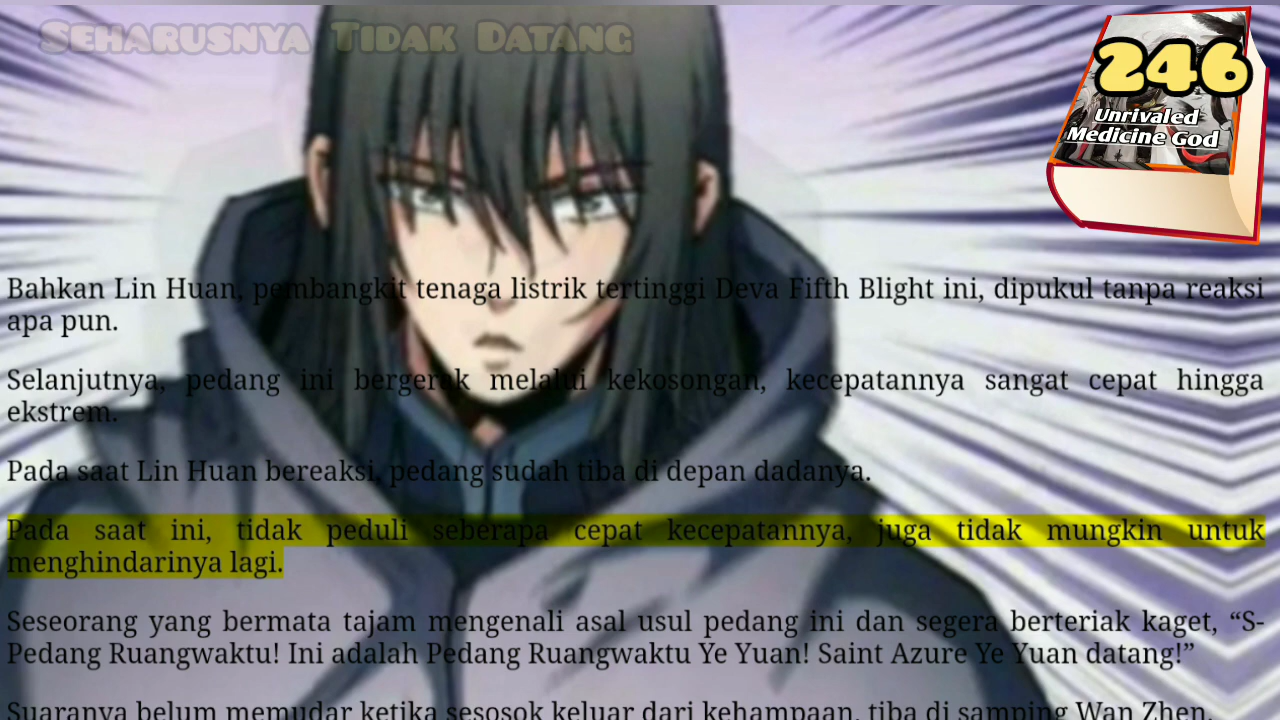 Seharusnya Tidak Datang
246
Unrivaled
Medicine God
Bahkan Lin Huan, pembangkit tenaga listrik tertinggi Deva Fifth Blight ini, dipukul tanpa reaksi
apa pun.
Selanjutnya, pedang ini bergerak melalui kekosongan, kecepatannya sangat cepat hingga
ekstrem.
Pada saat Lin Huan bereaksi, pedang sudah tiba di depan dadanya.
Pada saat ini, tidak peduli seberapa cepat kecepatannya, juga tidak mungkin untuk
menghindarinya lagi.
Seseorang yang bermata tajam mengenali asal usul pedang ini dan segera berteriak kaget, “S-
Pedang Ruangwaktu! Ini adalah Pedang Ruangwaktu Ye Yuan! Saint Azure Ye Yuan datang!”
Suaranya belum memudar ketika sesosok keluar dari kehampaan, tiba di samping Wan Zhen.